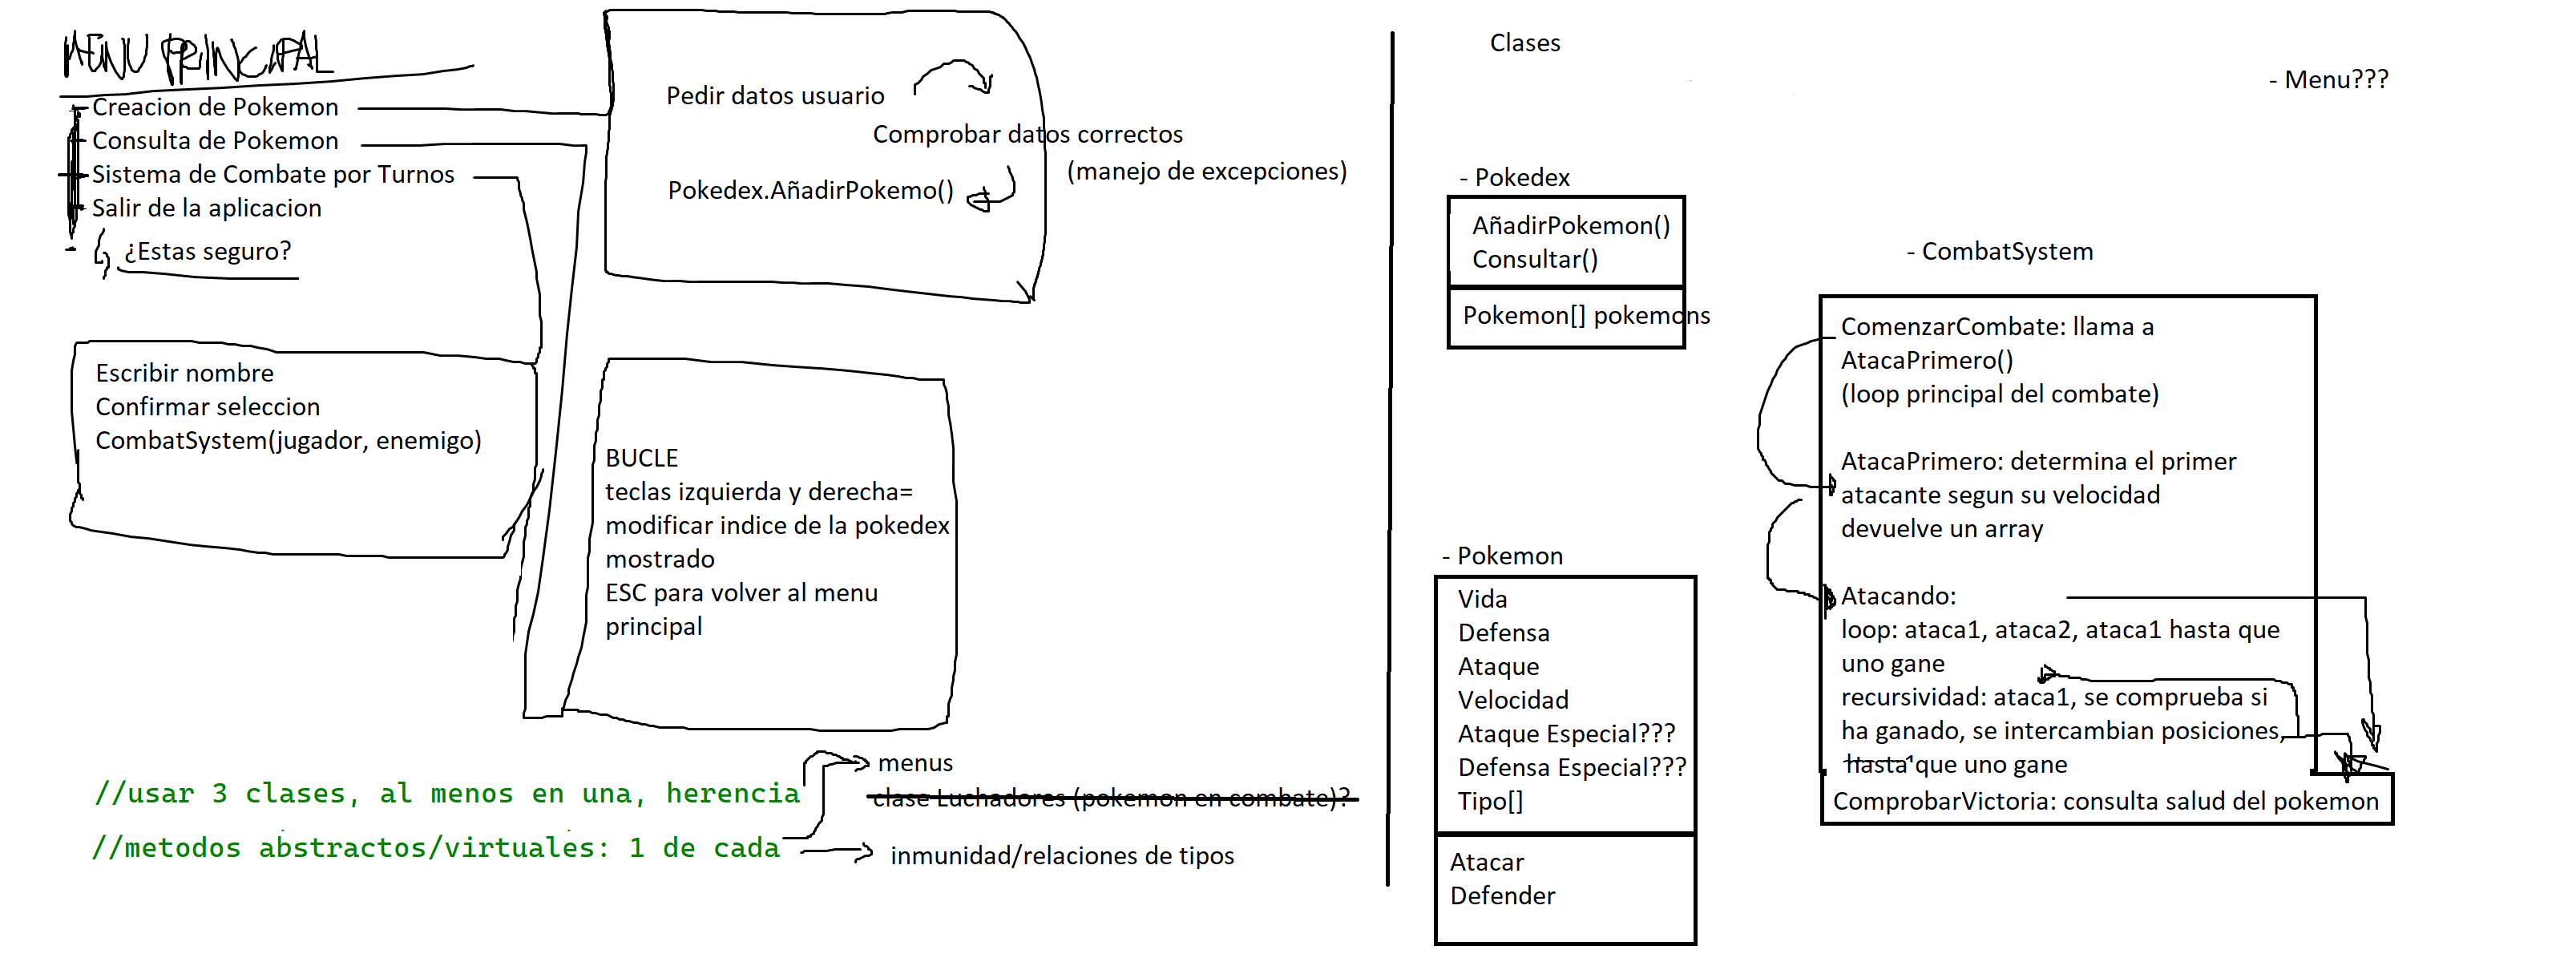 MENU PRINCIPAL
Creacion de Pokemon
Consulta de Pokemon
Sistema de Combate por Turnos
Salir de la aplicacion
¿Estas seguro?
Pedir datos usuario
Comprobar datos correctos
(manejo de excepciones)
Pokedex.AñadirPokemo()
Escribir nombre
Confirmar seleccion
CombatSystem(jugador, enemigo)
BUCLE
teclas izquierda y derecha=
modificar indice de la pokedex
mostrado
ESC para volver al menu
principal
//usar 3 clases, al menos en una, herencia
//metodos abstractos/virtuales: 1 de cada
menus
clase Luchadores (pokemon en combate)?
inmunidad/relaciones de tipos
Clases
- Menu???
- Pokedex
AñadirPokemon()
Consultar()
Pokemon[] pokemons
- Pokemon
Vida
Defensa
Ataque
Velocidad
Ataque Especial???
Defensa Especial???
Tipo[]
Atacar
Defender
- CombatSystem
ComenzarCombate: llama a
AtacaPrimero()
(loop principal del combate)
AtacaPrimero: determina el primer
atacante segun su velocidad
devuelve un array
Atacando:
loop: ataca1, ataca2, ataca1 hasta que
uno gane
recursividad: ataca1, se comprueba si
ha ganado, se intercambian posiciones,
hasta que uno gane
ComprobarVictoria: consulta salud del pokemon